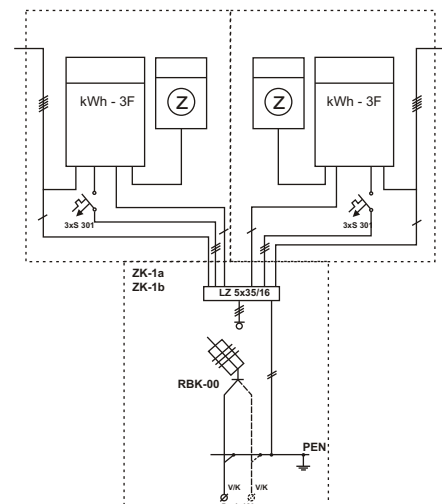 kWh - 3F
Z
Z
kWh - 3F
3xS 301
3xS 301
ZK-1a
ZK-1b
LZ 5x35/16
RBK-00
PEN
V/K
V/K